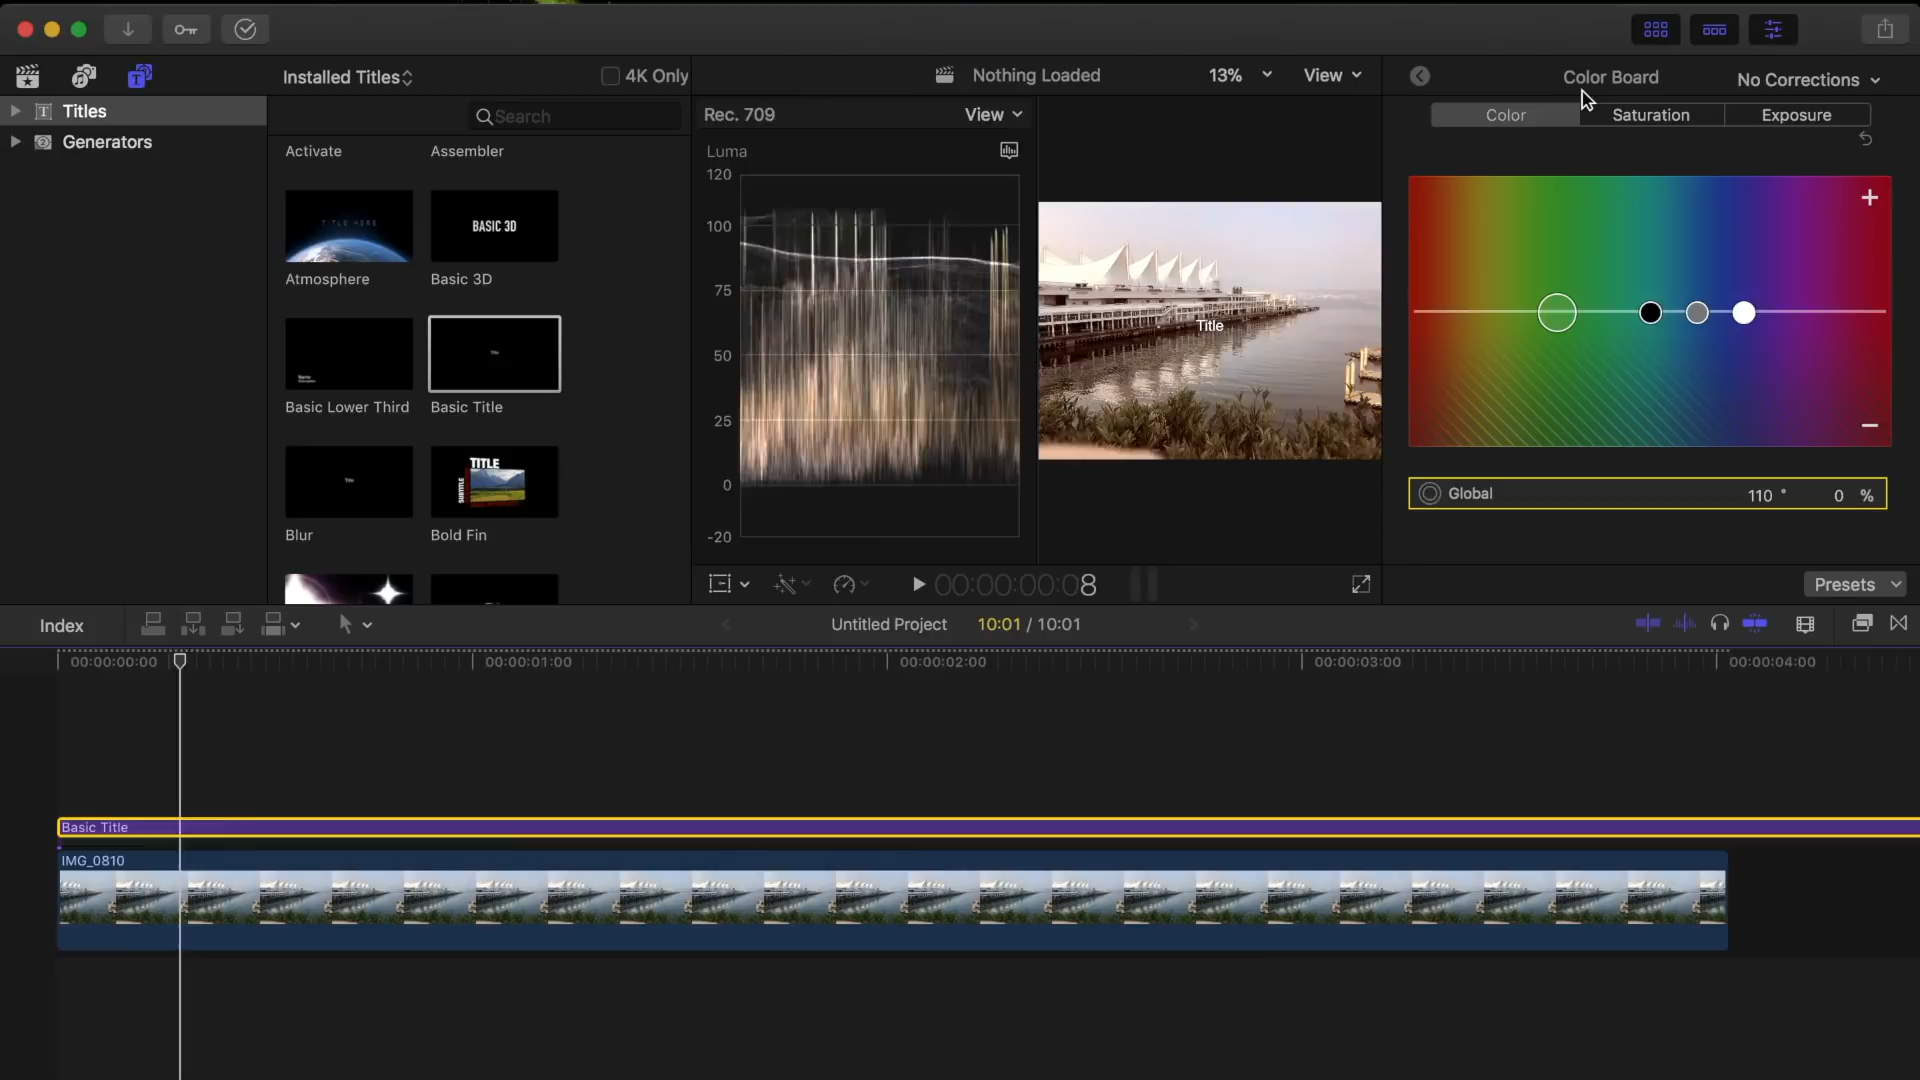 Installed Titles
4K Only
Nothing Loaded
13%
View
Color Board
No Corrections
Titles
Generators
Search
Rec. 709
View
Color
Saturation
Exposure
Activate
Assembler
Luma
120
100
75
50
25
0
-20
TITLE HERE
BASIC 3D
Atmosphere
Basic 3D
Title
Title
Basic Lower Third
Basic Title
Title
TITLE
SUBTITLE
Blur
Bold Fin
Global
110 °
0 %
00:00:00:08
Presets
Index
Untitled Project
10:01 / 10:01
00:00:00:00
00:00:01:00
00:00:02:00
00:00:03:00
00:00:04:00
Basic Title
IMG_0810